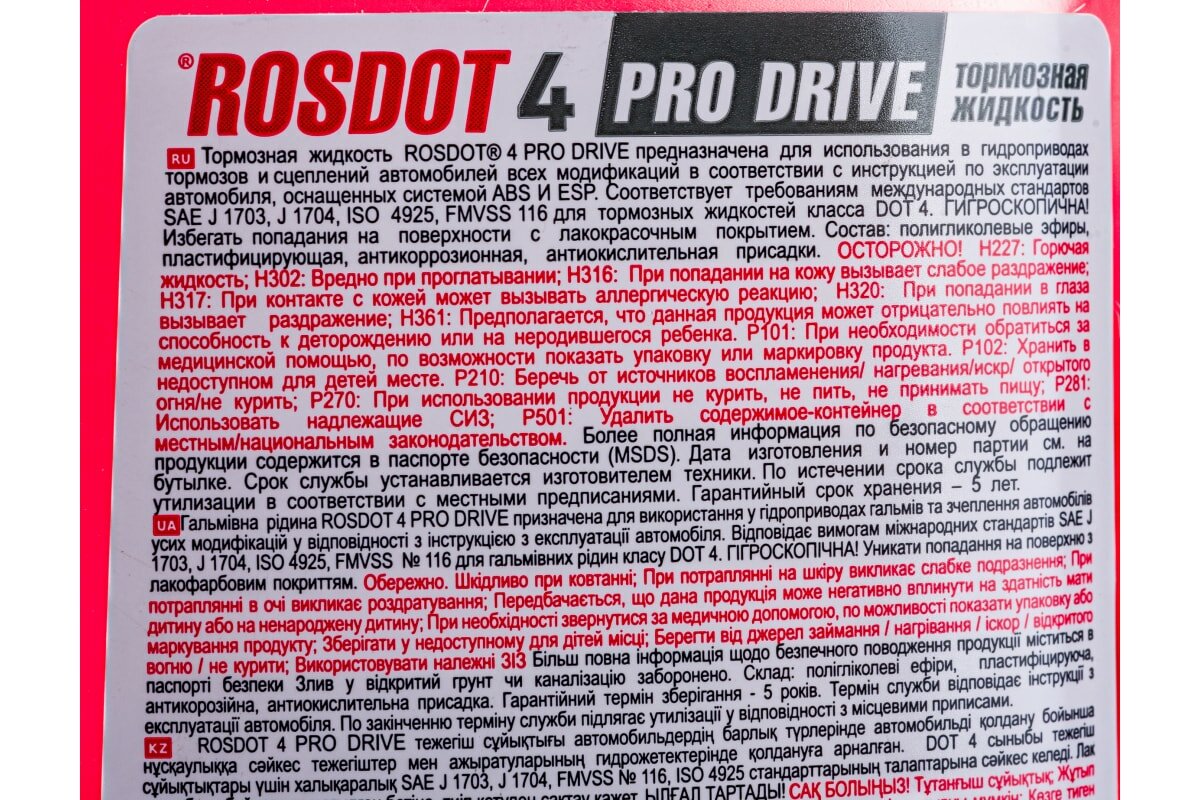 ®ROSDOT 4 PRO DRIVE ТОРМОЗНАЯ ЖИДКОСТЬ
RU Тормозная жидкость ROSDOT® 4 PRO DRIVE предназначена для использования в гидроприводах
тормозов и сцеплений автомобилей всех модификаций в соответствии с инструкцией по эксплуатации
автомобиля, оснащенных системой ABS И ESP. Соответствует требованиям международных стандартов
SAE J 1703, J 1704, ISO 4925, FMVSS 116 для тормозных жидкостей класса DOT 4. ГИГРОСКОПИЧНА!
Избегать попадания на поверхности с лакокрасочным покрытием. Состав: полигликолевые эфиры,
пластифицирующая, антикоррозионная, антиокислительная присадки. ОСТОРОЖНО! H227: Горючая
жидкость; H302: Вредно при проглатывании; H316: При попадании на кожу вызывает слабое раздражение;
H317: При контакте с кожей может вызывать аллергическую реакцию; H320: При попадании в глаза
вызывает раздражение; H361: Предполагается, что данная продукция может отрицательно повлиять на
способность к деторождению или на неродившегося ребенка. P101: При необходимости обратиться за
медицинской помощью, по возможности показать упаковку или маркировку продукта. P102: Хранить в
недоступном для детей месте. P210: Беречь от источников воспламенения/ нагревания/искр/ открытого
огня/не курить; P270: При использовании продукции не курить, не пить, не принимать пищу; P281:
Использовать надлежащие СИЗ; P501: Удалить содержимое-контейнер в соответствии с
местным/национальным законодательством. Более полная информация по безопасному обращению
продукции содержится в паспорте безопасности (MSDS). Дата изготовления и номер партии см. на
бутылке. Срок службы устанавливается изготовителем техники. По истечении срока службы подлежит
утилизации в соответствии с местными предписаниями. Гарантийный срок хранения – 5 лет.
UA Гальмівна рідина ROSDOT 4 PRO DRIVE призначена для використання у гідроприводах гальмів та зчеплення автомобілів
усих модифікацій у відповідності з інструкцією з експлуатації автомобіля. Відповідає вимогам міжнародних стандартів SAE J
1703, J 1704, ISO 4925, FMVSS № 116 для гальмівних рідин класу DOT 4. ГІГРОСКОПІЧНА! Уникати попадання на поверхню з
лакофарбовим покриттям. Обережно. Шкідливо при ковтанні; При потраплянні на шкіру викликає слабке подразнення; При
потраплянні в очі викликає роздратування; Передбачається, що дана продукція може негативно вплинути на здатність мати
дитину або на ненароджену дитину; При необхідності звернутися за медичною допомогою, по можливості показати упаковку або
маркування продукту; Зберігати у недоступному для дітей місці; Берегти від джерел займання / нагрівання / іскор / відкритого
вогню / не курити; Використовувати належні ЗІЗ Більш повна інформація щодо безпечного поводження продукції міститься в
паспорті безпеки Злив у відкритий грунт чи каналізацію заборонено. Склад: полігліколеві ефіри, пластифіцируюча,
антикорозійна, антиокислительна присадка. Гарантійний термін зберігання - 5 років. Термін служби відповідає інструкції з
експлуатації автомобіля. По закінченню терміну служби підлягає утилізації у відповідності з місцевими приписами.
KZ ROSDOT 4 PRO DRIVE тежегіш сұйықтығы автомобильдердің барлық түрлерінде автомобильді қолдану бойынша
нұсқаулыққа сәйкес тежегіштер мен ажыратуларының гидрожетектерінде қолдануға арналған. DOT 4 сыныбы тежегіш
сұйықтықтары үшін халықаралық SAE J 1703, J 1704, FMVSS № 116, ISO 4925 стандарттарының талаптарына сәйкес келеді. Лак
ЫЛҒАЛ ТАРТАДЫ! САҚ БОЛЫҢЫЗ! Тұтанғыш сұйықтық; Жұтып
Көзге тиген